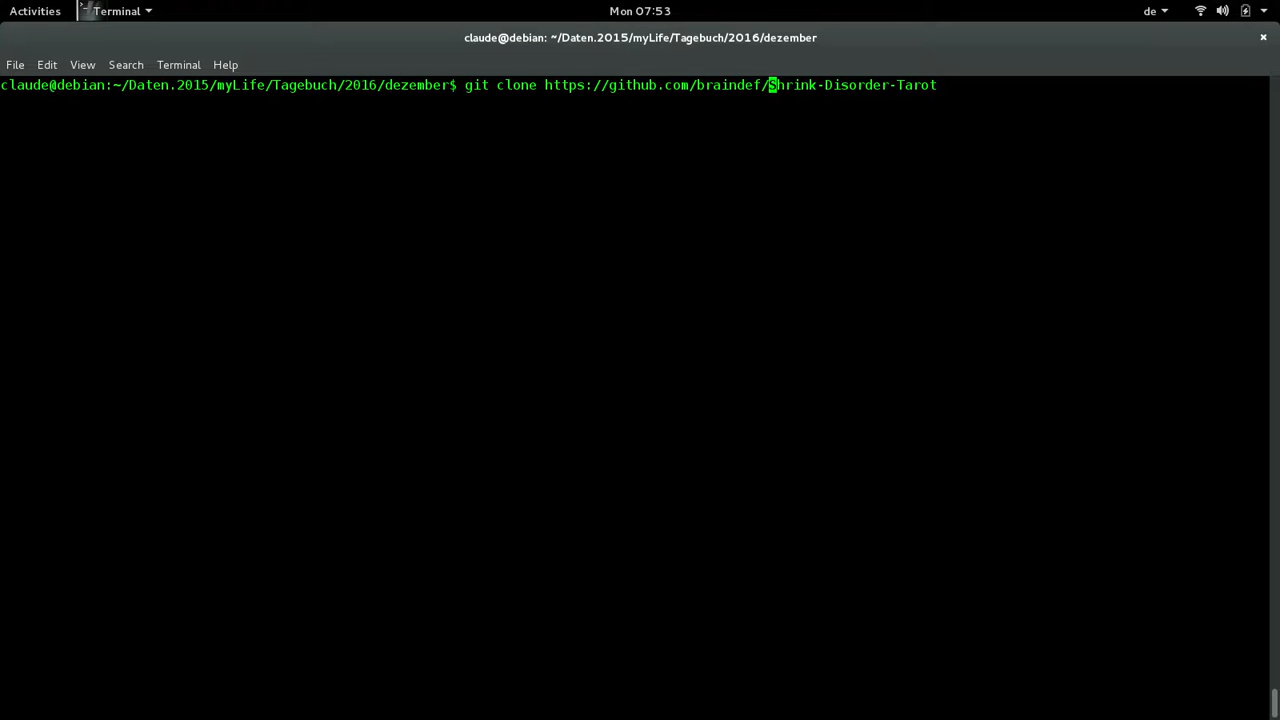 Activities Terminal Mon 07:53 de
claude@debian: ~/Daten.2015/myLife/Tagebuch/2016/dezember
File Edit View Search Terminal Help
claude@debian:~/Daten.2015/myLife/Tagebuch/2016/dezember$ git clone https://github.com/braindef/Shrink-Disorder-Tarot